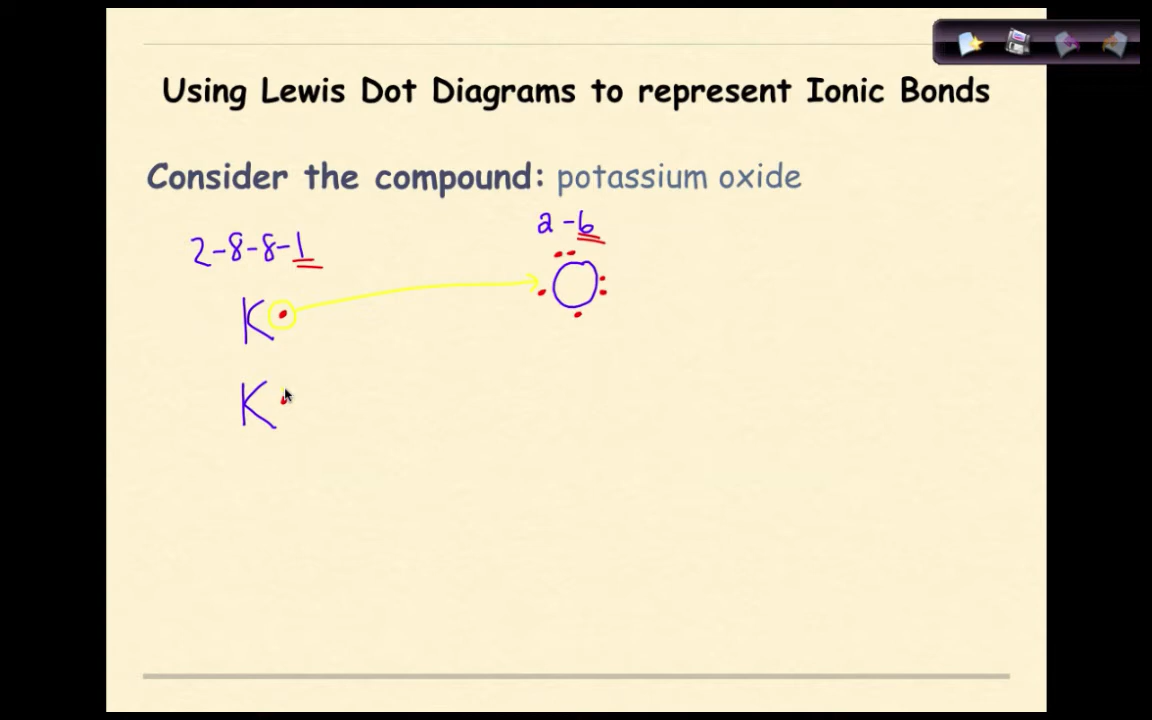 Using Lewis Dot Diagrams to represent Ionic Bonds
Consider the compound: potassium oxide
2-8-8-1
2-6
K
O
K